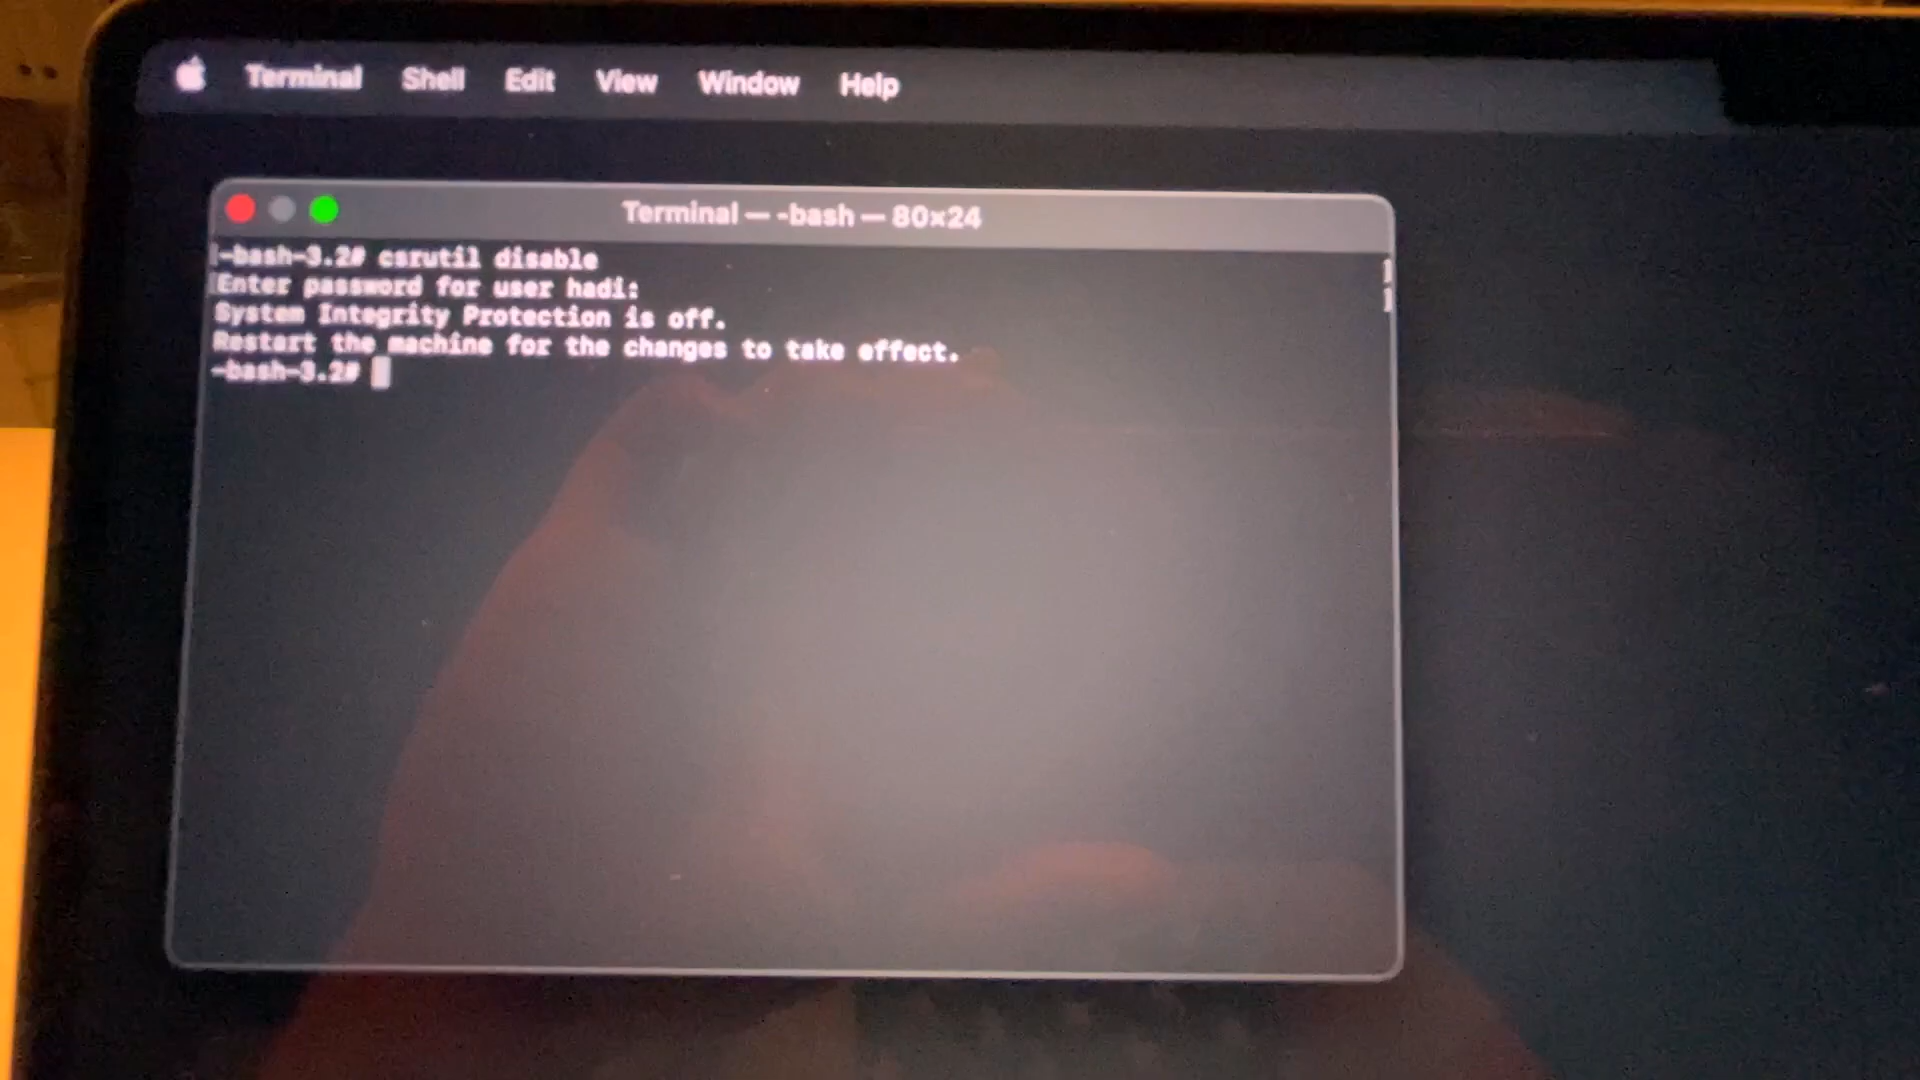 Terminal Shell Edit View Window Help
Terminal — -bash — 80×24
-bash-3.2# csrutil disable
Enter password for user hadi:
System Integrity Protection is off.
Restart the machine for the changes to take effect.
-bash-3.2#